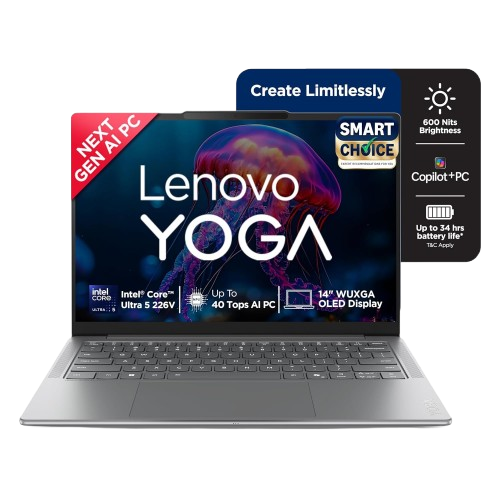 Create Limitlessly
600 Nits
Brightness
Copilot+PC
Up to 34 hrs
battery life*
T&C Apply
NEXT
GEN AI PC
SMART
CHOICE
Lenovo
YOGA
intel
CORE
ULTRA 5
Intel® Core™
Ultra 5 226V
Up To
40 Tops AI PC
14" WUXGA
OLED Display